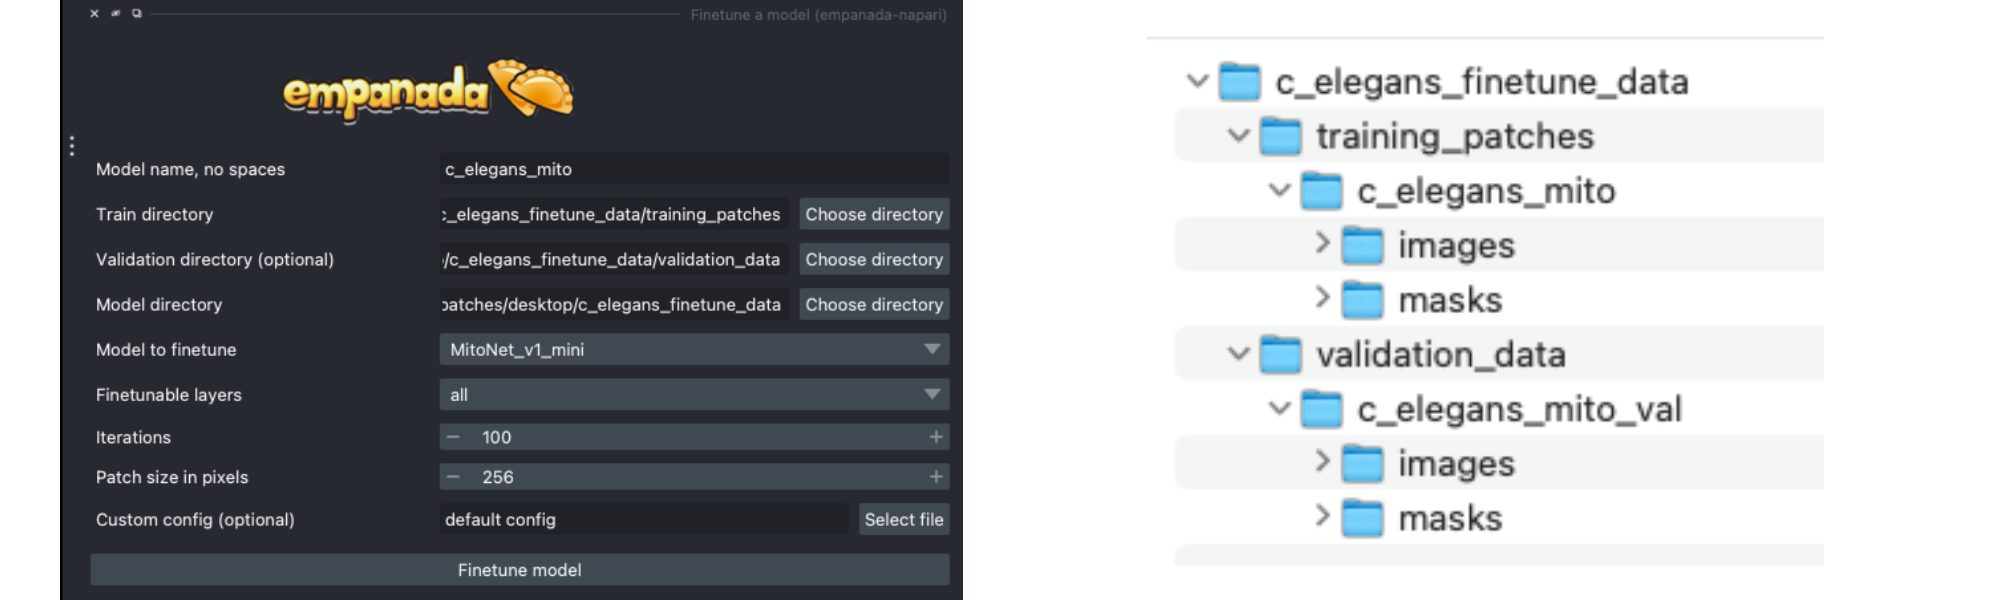 Finetune a model (empanada-napari)
empanada
Model name, no spaces c_elegans_mito
Train directory c_elegans_finetune_data/training_patches Choose directory
Validation directory (optional) /c_elegans_finetune_data/validation_data Choose directory
Model directory patches/desktop/c_elegans_finetune_data Choose directory
Model to finetune MitoNet_v1_mini
Finetunable layers all
Iterations − 100 +
Patch size in pixels − 256 +
Custom config (optional) default config Select file
Finetune model
c_elegans_finetune_data
training_patches
c_elegans_mito
images
masks
validation_data
c_elegans_mito_val
images
masks